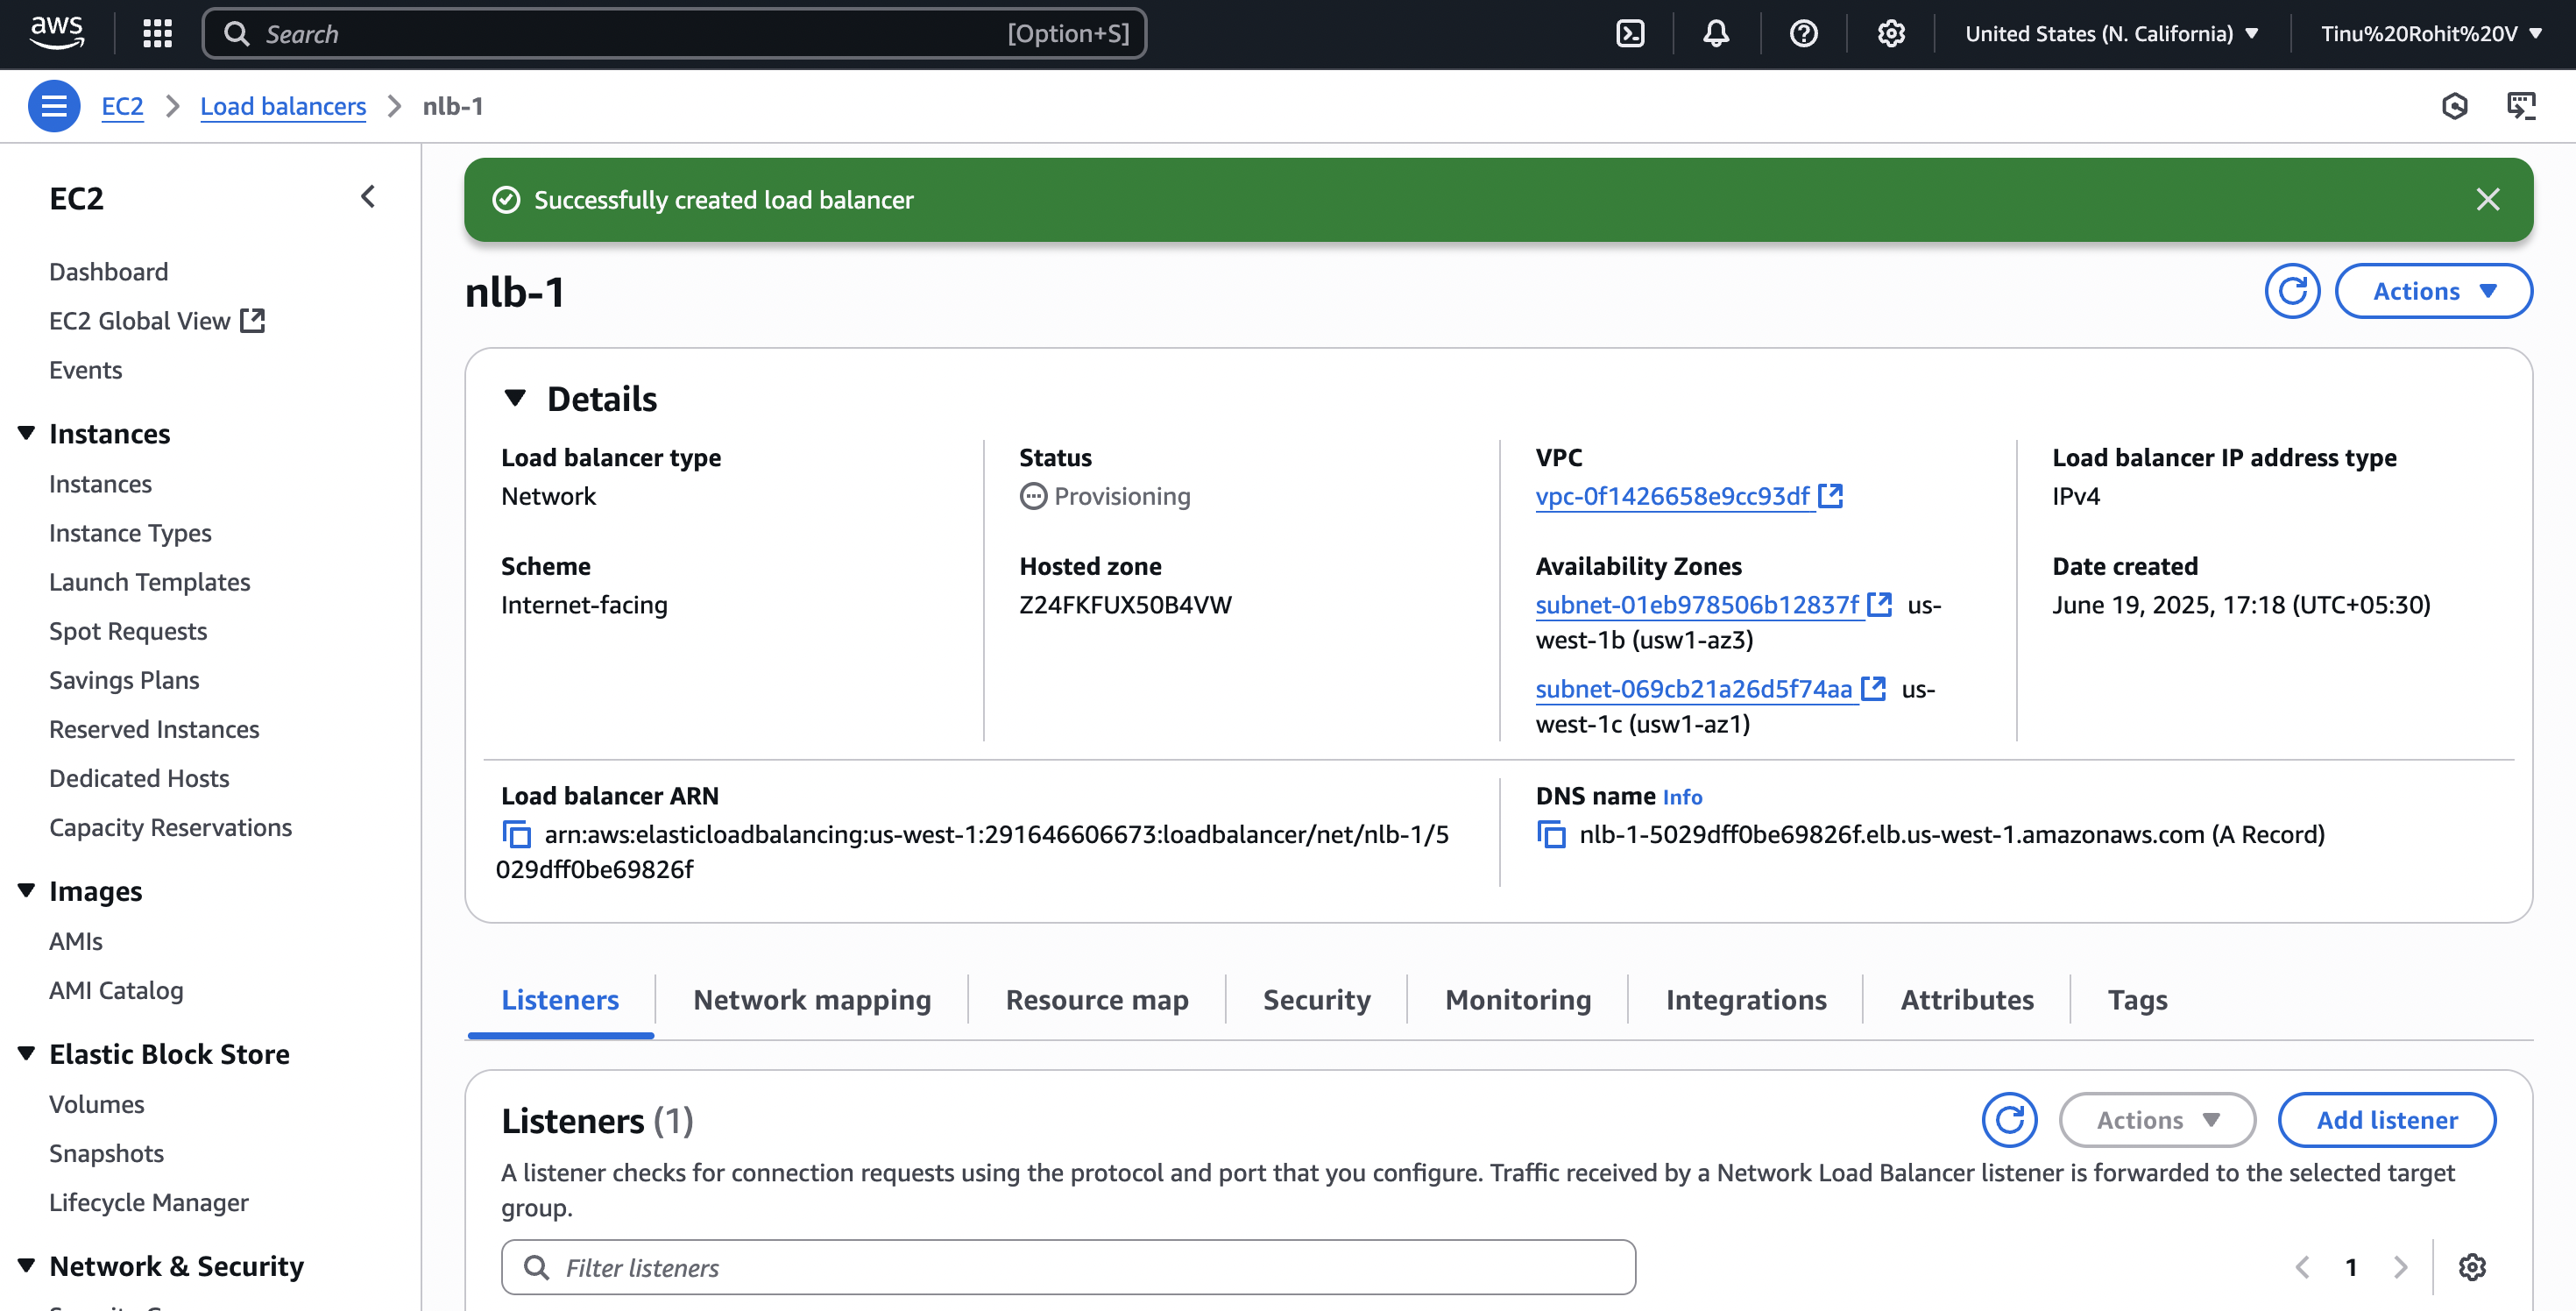 aws
Search
[Option+S]
United States (N. California)
Tinu%20Rohit%20V
EC2
Load balancers
nlb-1
EC2
Dashboard
EC2 Global View
Events
Instances
Instances
Instance Types
Launch Templates
Spot Requests
Savings Plans
Reserved Instances
Dedicated Hosts
Capacity Reservations
Images
AMIs
AMI Catalog
Elastic Block Store
Volumes
Snapshots
Lifecycle Manager
Network & Security
Successfully created load balancer
nlb-1
Actions
Details
Load balancer type
Network
Status
Provisioning
VPC
vpc-0f1426658e9cc93df
Load balancer IP address type
IPv4
Scheme
Internet-facing
Hosted zone
Z24FKFUX50B4VW
Availability Zones
subnet-01eb978506b12837f us-
west-1b (usw1-az3)
subnet-069cb21a26d5f74aa us-
west-1c (usw1-az1)
Date created
June 19, 2025, 17:18 (UTC+05:30)
Load balancer ARN
arn:aws:elasticloadbalancing:us-west-1:291646606673:loadbalancer/net/nlb-1/5
029dff0be69826f
DNS name Info
nlb-1-5029dff0be69826f.elb.us-west-1.amazonaws.com (A Record)
Listeners
Network mapping
Resource map
Security
Monitoring
Integrations
Attributes
Tags
Listeners (1)
Actions
Add listener
A listener checks for connection requests using the protocol and port that you configure. Traffic received by a Network Load Balancer listener is forwarded to the selected target
group.
Filter listeners
1